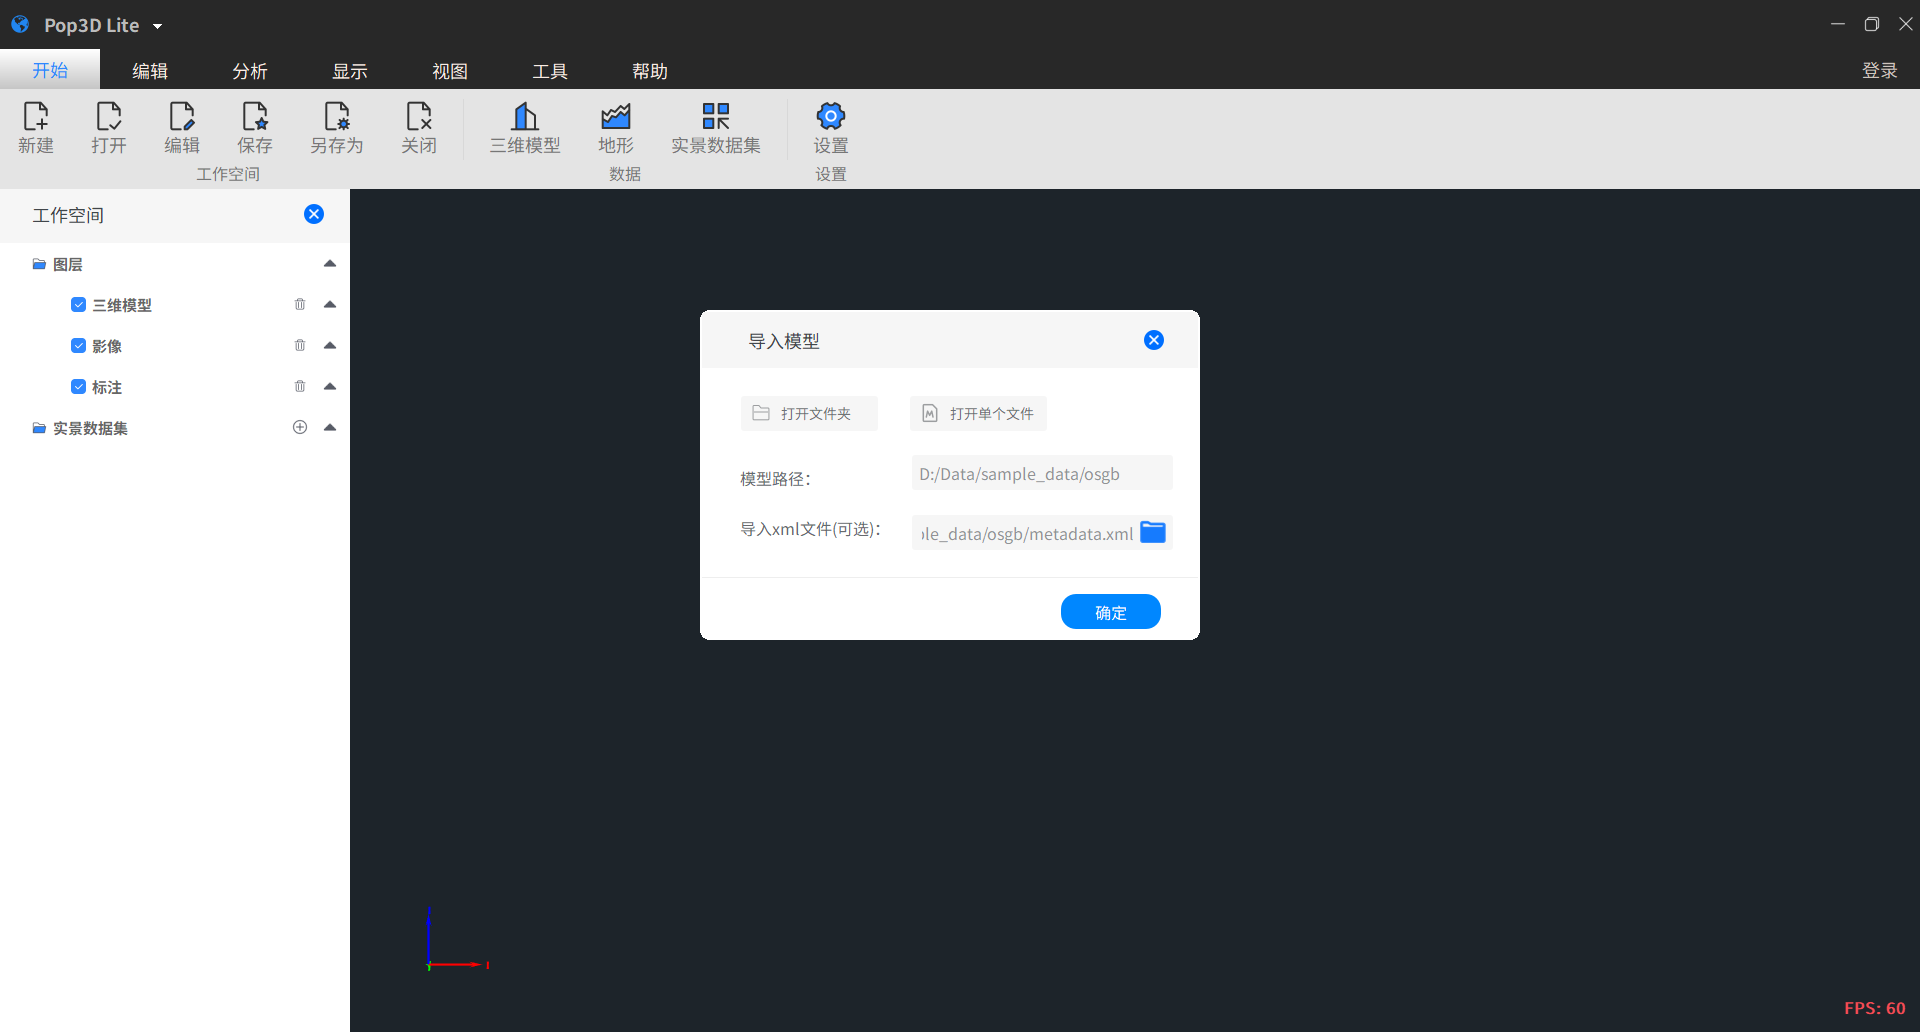 Pop3D Lite
开始 编辑 分析 显示 视图 工具 帮助 登录
新建 打开 编辑 保存 另存为 关闭 三维模型 地形 实景数据集 设置
工作空间 数据 设置
工作空间
图层
三维模型
影像
标注
实景数据集
导入模型
打开文件夹 打开单个文件
模型路径： D:/Data/sample_data/osgb
导入xml文件(可选)： le_data/osgb/metadata.xml
确定
FPS: 60